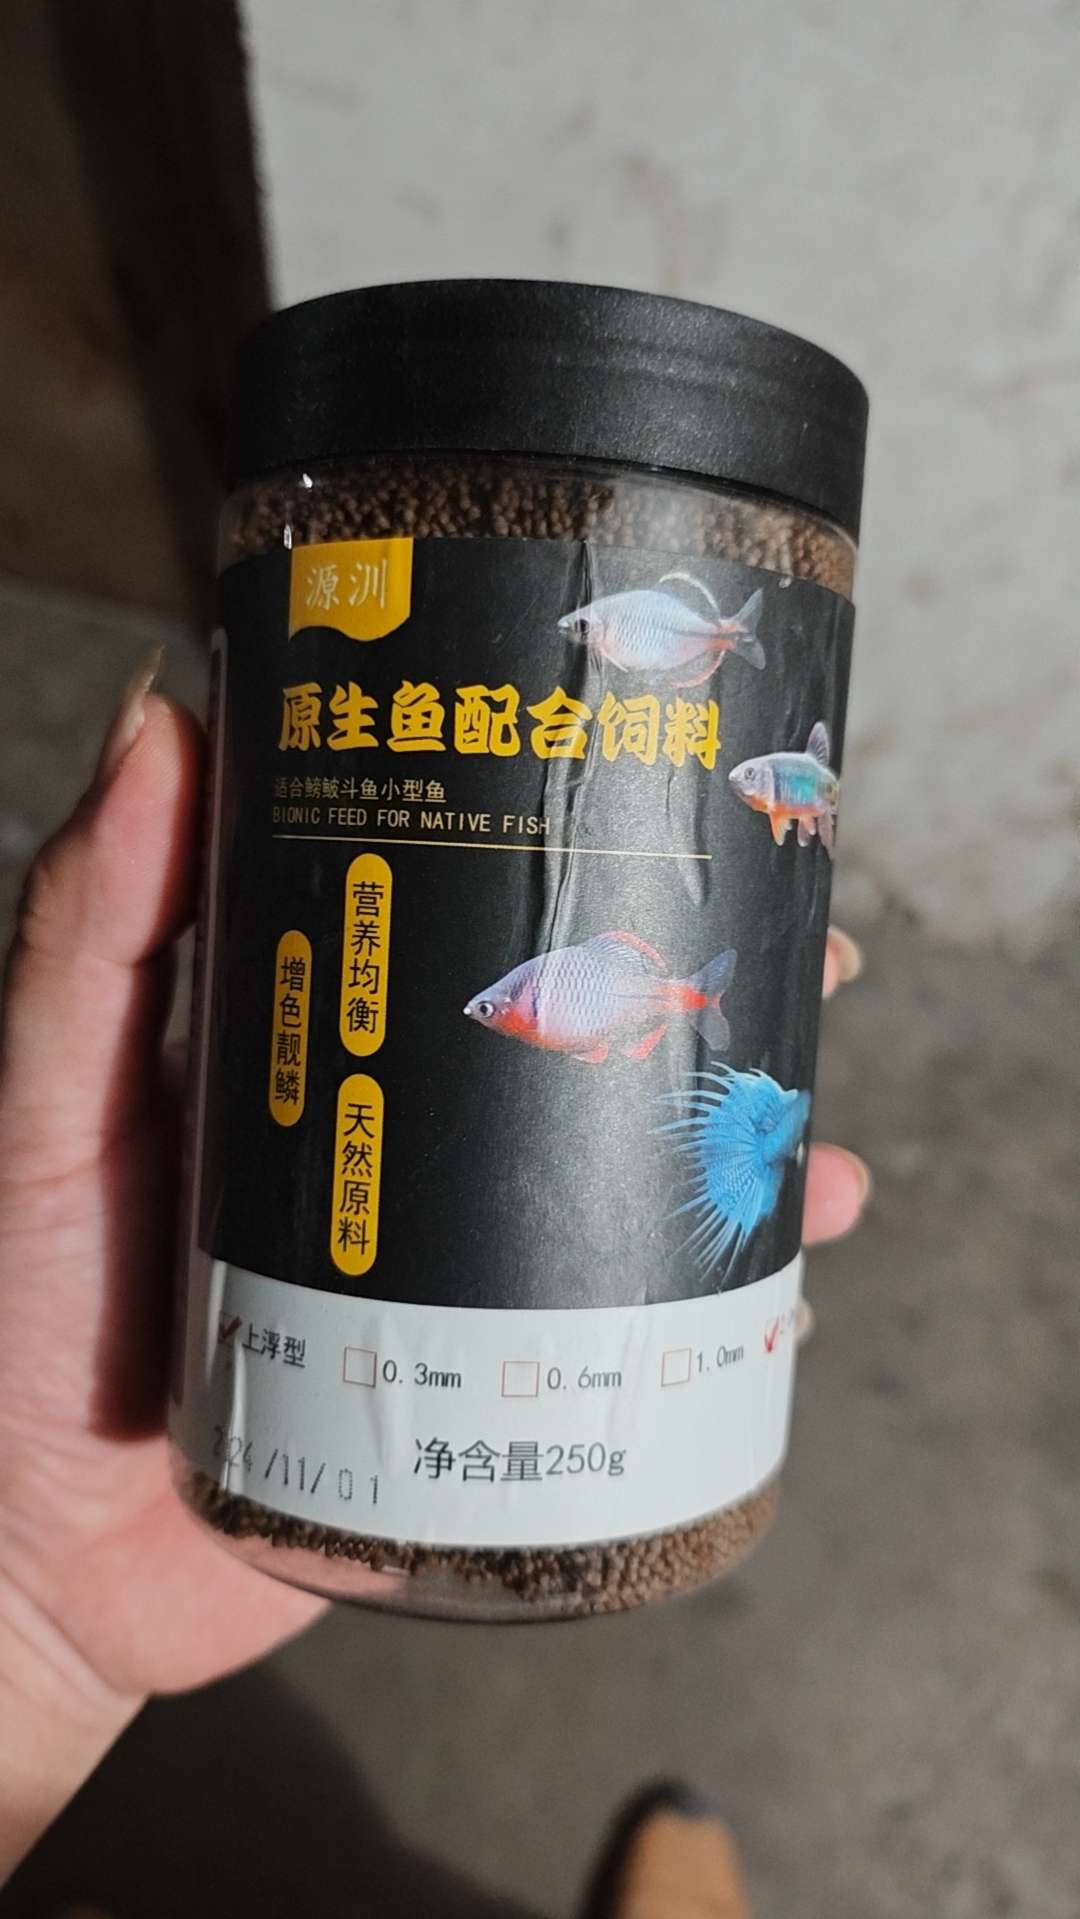 源洲
原生鱼配合饲料
适合鳑鲏斗鱼小型鱼
BIONIC FEED FOR NATIVE FISH
营养均衡
增色靓鳞
天然原料
上浮型 0.3mm 0.6mm 1.0mm
2024/11/01
净含量250g